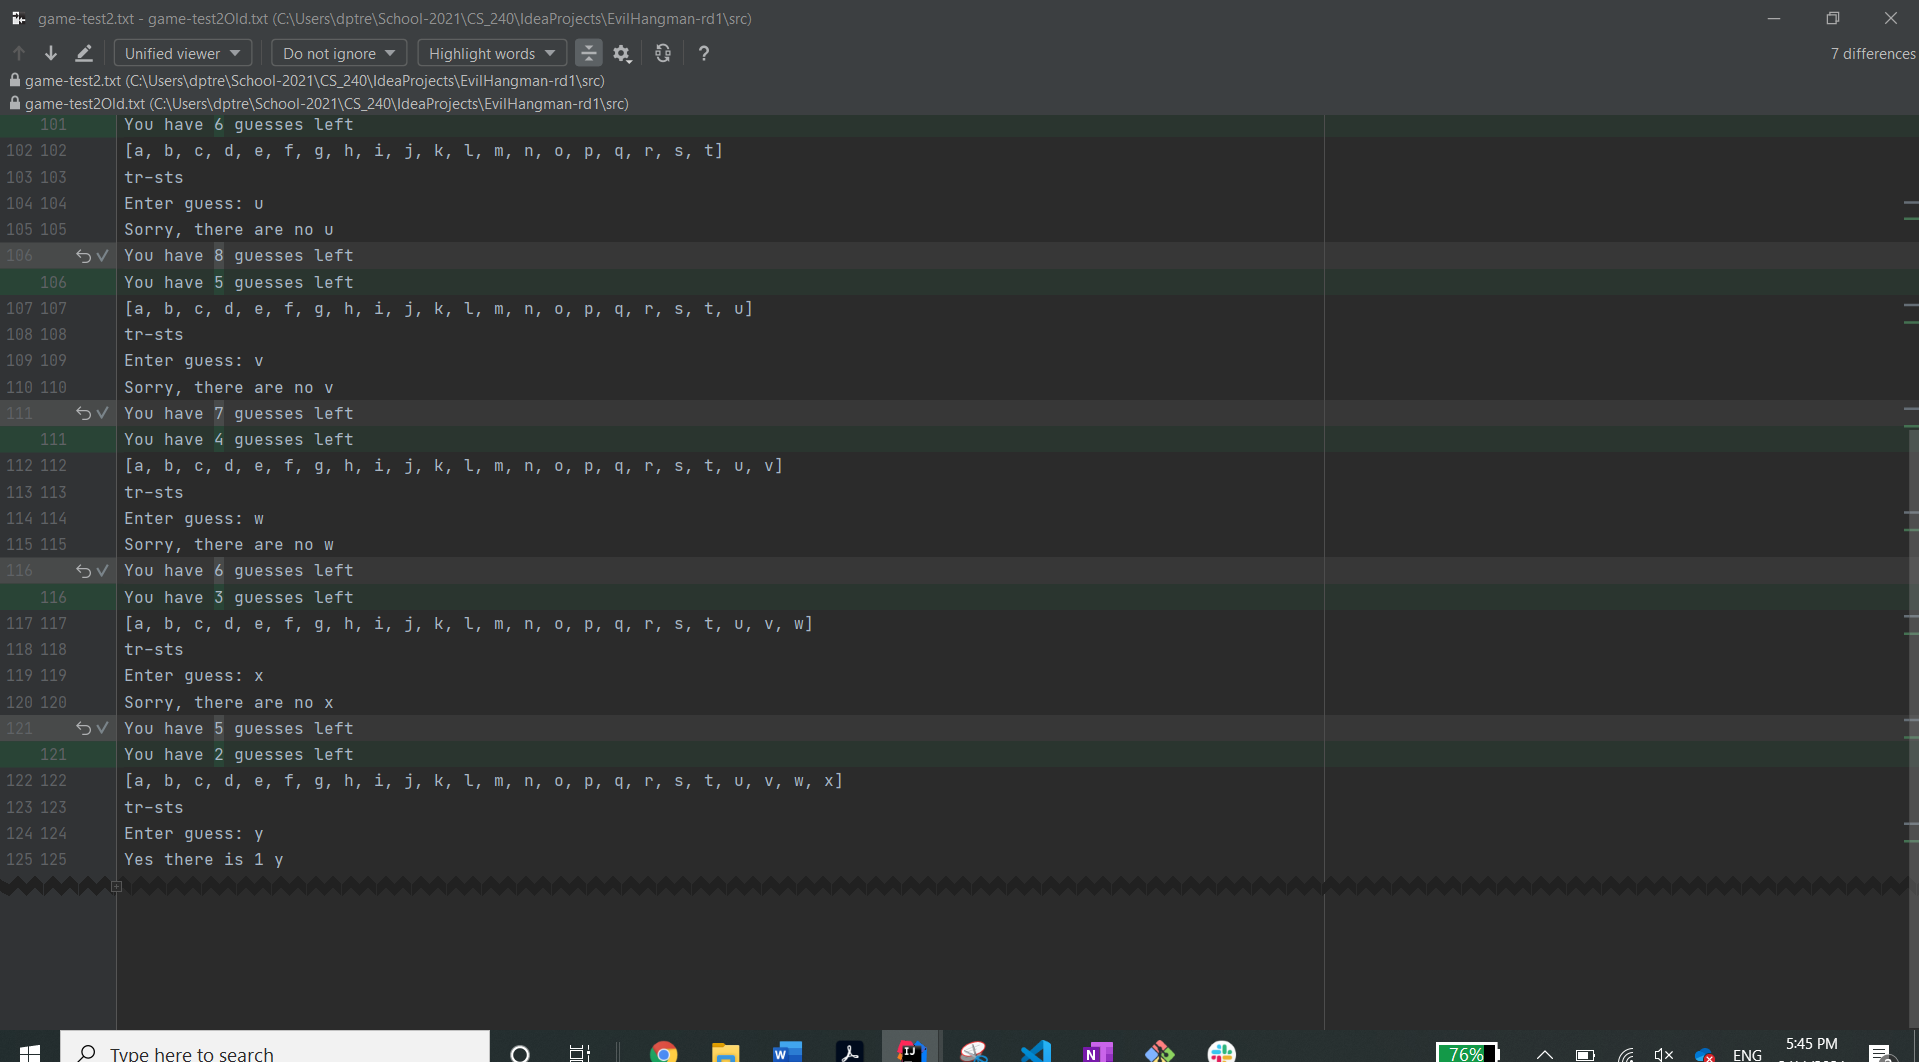 game-test2.txt - game-test2Old.txt (C:\Users\dptre\School-2021\CS_240\IdeaProjects\EvilHangman-rd1\src)
Unified viewer Do not ignore Highlight words ? 7 differences
game-test2.txt (C:\Users\dptre\School-2021\CS_240\IdeaProjects\EvilHangman-rd1\src)
game-test2Old.txt (C:\Users\dptre\School-2021\CS_240\IdeaProjects\EvilHangman-rd1\src)
101 You have 6 guesses left
102 102 [a, b, c, d, e, f, g, h, i, j, k, l, m, n, o, p, q, r, s, t]
103 103 tr-sts
104 104 Enter guess: u
105 105 Sorry, there are no u
106 You have 8 guesses left
106 You have 5 guesses left
107 107 [a, b, c, d, e, f, g, h, i, j, k, l, m, n, o, p, q, r, s, t, u]
108 108 tr-sts
109 109 Enter guess: v
110 110 Sorry, there are no v
111 You have 7 guesses left
111 You have 4 guesses left
112 112 [a, b, c, d, e, f, g, h, i, j, k, l, m, n, o, p, q, r, s, t, u, v]
113 113 tr-sts
114 114 Enter guess: w
115 115 Sorry, there are no w
116 You have 6 guesses left
116 You have 3 guesses left
117 117 [a, b, c, d, e, f, g, h, i, j, k, l, m, n, o, p, q, r, s, t, u, v, w]
118 118 tr-sts
119 119 Enter guess: x
120 120 Sorry, there are no x
121 You have 5 guesses left
121 You have 2 guesses left
122 122 [a, b, c, d, e, f, g, h, i, j, k, l, m, n, o, p, q, r, s, t, u, v, w, x]
123 123 tr-sts
124 124 Enter guess: y
125 125 Yes there is 1 y
Type here to search
76% ENG 5:45 PM